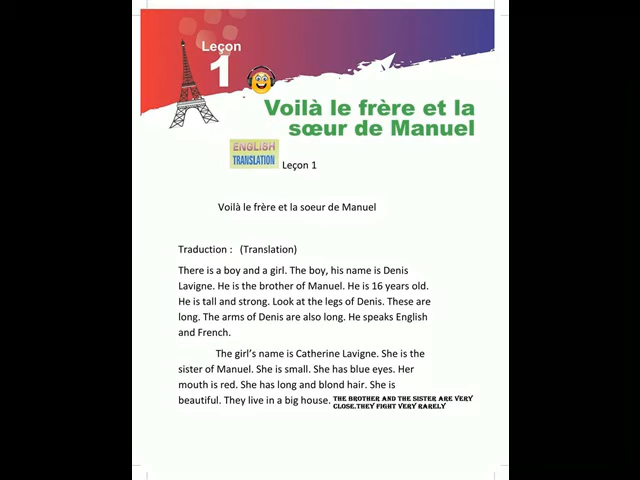 Leçon
1
Voilà le frère et la
sœur de Manuel
ENGLISH
TRANSLATION
Leçon 1
Voilà le frère et la soeur de Manuel
Traduction : (Translation)
There is a boy and a girl. The boy, his name is Denis
Lavigne. He is the brother of Manuel. He is 16 years old.
He is tall and strong. Look at the legs of Denis. These are
long. The arms of Denis are also long. He speaks English
and French.
The girl’s name is Catherine Lavigne. She is the
sister of Manuel. She is small. She has blue eyes. Her
mouth is red. She has long and blond hair. She is
beautiful. They live in a big house. THE BROTHER AND THE SISTER ARE VERY
CLOSE.THEY FIGHT VERY RARELY